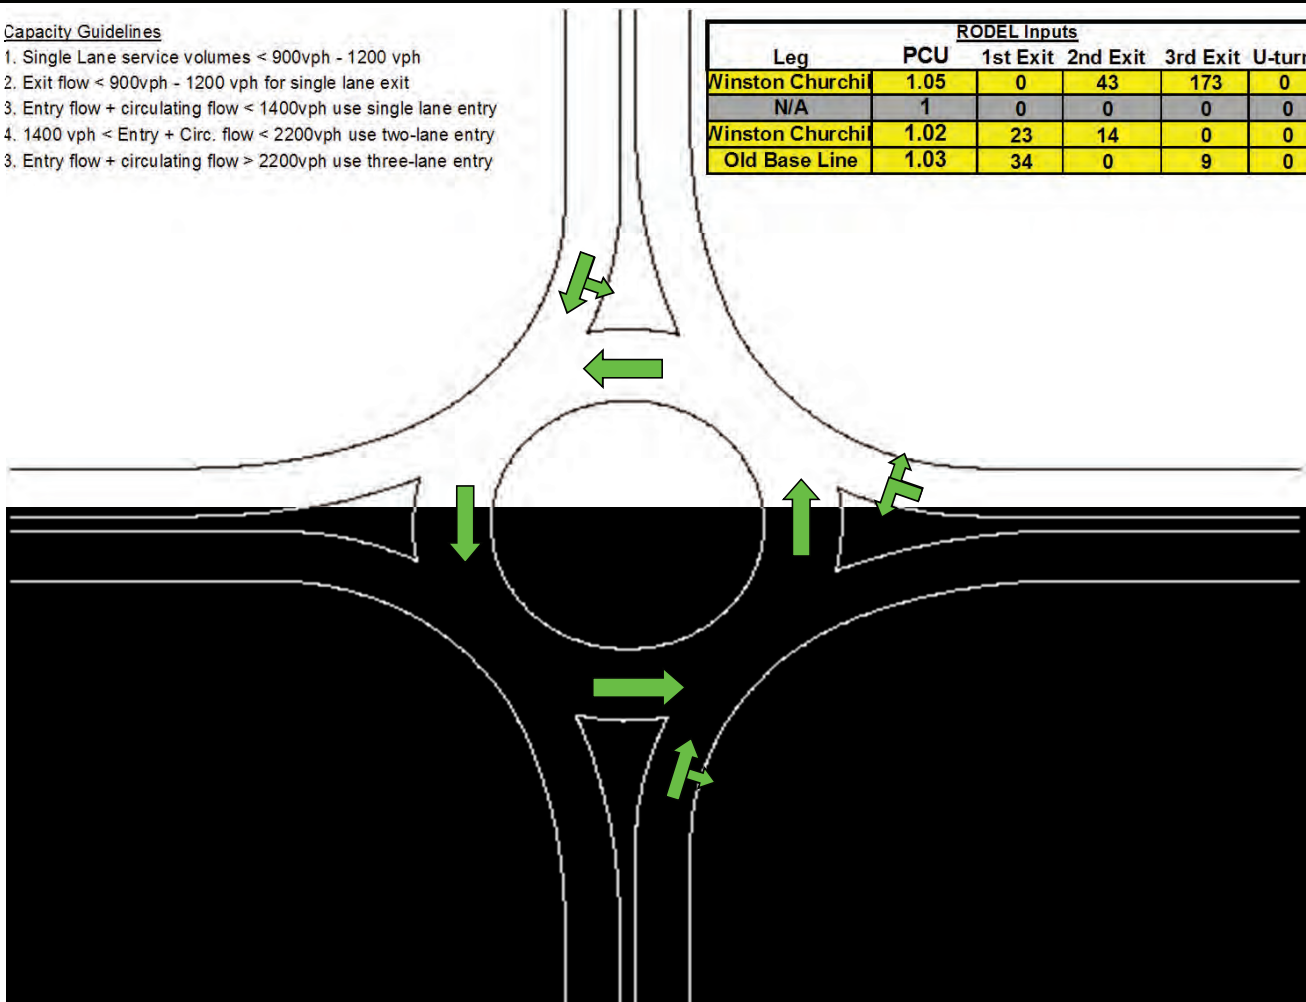 Capacity Guidelines
1. Single Lane service volumes < 900vph - 1200 vph
2. Exit flow < 900vph - 1200 vph for single lane exit
3. Entry flow + circulating flow < 1400vph use single lane entry
4. 1400 vph < Entry + Circ. flow < 2200vph use two-lane entry
3. Entry flow + circulating flow > 2200vph use three-lane entry
RODEL Inputs
Leg PCU 1st Exit 2nd Exit 3rd Exit U-turn
Winston Churchil 1.05 0 43 173 0
N/A 1 0 0 0 0
Winston Churchil 1.02 23 14 0 0
Old Base Line 1.03 34 0 9 0